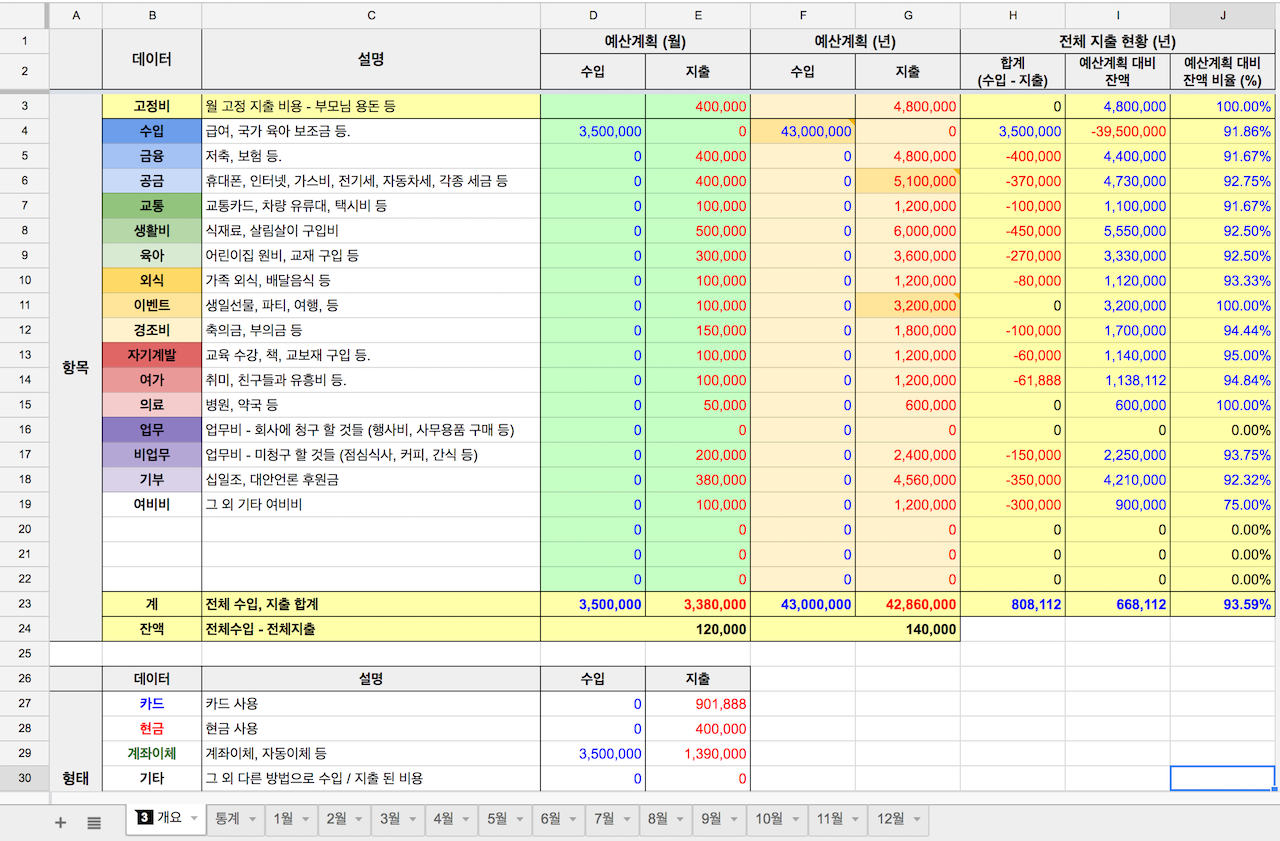 A B C D E F G H I J
1 예산계획 (월) 예산계획 (년) 전체 지출 현황 (년)
데이터 설명
2 수입 지출 수입 지출 합계 (수입 - 지출) 예산계획 대비 잔액 예산계획 대비 잔액 비율 (%)
3 고정비 월 고정 지출 비용 - 부모님 용돈 등 400,000 4,800,000 0 4,800,000 100.00%
4 수입 급여, 국가 육아 보조금 등. 3,500,000 0 43,000,000 0 3,500,000 -39,500,000 91.86%
5 금융 저축, 보험 등. 0 400,000 0 4,800,000 -400,000 4,400,000 91.67%
6 공금 휴대폰, 인터넷, 가스비, 전기세, 자동차세, 각종 세금 등 0 400,000 0 5,100,000 -370,000 4,730,000 92.75%
7 교통 교통카드, 차량 유류대, 택시비 등 0 100,000 0 1,200,000 -100,000 1,100,000 91.67%
8 생활비 식재료, 살림살이 구입비 0 500,000 0 6,000,000 -450,000 5,550,000 92.50%
9 육아 어린이집 원비, 교재 구입 등 0 300,000 0 3,600,000 -270,000 3,330,000 92.50%
10 외식 가족 외식, 배달음식 등 0 100,000 0 1,200,000 -80,000 1,120,000 93.33%
11 이벤트 생일선물, 파티, 여행, 등 0 100,000 0 3,200,000 0 3,200,000 100.00%
12 경조비 축의금, 부의금 등 0 150,000 0 1,800,000 -100,000 1,700,000 94.44%
13 자기계발 교육 수강, 책, 교보재 구입 등. 0 100,000 0 1,200,000 -60,000 1,140,000 95.00%
항목
14 여가 취미, 친구들과 유흥비 등. 0 100,000 0 1,200,000 -61,888 1,138,112 94.84%
15 의료 병원, 약국 등 0 50,000 0 600,000 0 600,000 100.00%
16 업무 업무비 - 회사에 청구 할 것들 (행사비, 사무용품 구매 등) 0 0 0 0 0 0 0.00%
17 비업무 업무비 - 미청구 할 것들 (점심식사, 커피, 간식 등) 0 200,000 0 2,400,000 -150,000 2,250,000 93.75%
18 기부 십일조, 대안언론 후원금 0 380,000 0 4,560,000 -350,000 4,210,000 92.32%
19 여비비 그 외 기타 여비비 0 100,000 0 1,200,000 -300,000 900,000 75.00%
20 0 0 0 0 0 0 0.00%
21 0 0 0 0 0 0 0.00%
22 0 0 0 0 0 0 0.00%
23 계 전체 수입, 지출 합계 3,500,000 3,380,000 43,000,000 42,860,000 808,112 668,112 93.59%
24 잔액 전체수입 - 전체지출 120,000 140,000
25
26 데이터 설명 수입 지출
27 카드 카드 사용 0 901,888
28 현금 현금 사용 0 400,000
29 계좌이체 계좌이체, 자동이체 등 3,500,000 1,390,000
30 형태 기타 그 외 다른 방법으로 수입 / 지출 된 비용 0 0
+ 3 개요 통계 1월 2월 3월 4월 5월 6월 7월 8월 9월 10월 11월 12월